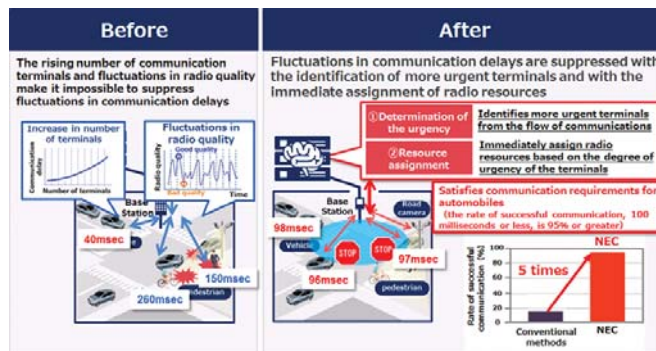 Before
The rising number of communication
terminals and fluctuations in radio quality
make it impossible to suppress
fluctuations in communication delays
Increase in number
of terminals
Communication
delay
Number of terminals
Fluctuations in
radio quality
Good quality
Radio quality
Bad quality
Time
Base
Station
40msec
150msec
260msec
pedestrian
After
Fluctuations in communication delays are suppressed with
the identification of more urgent terminals and with the
immediate assignment of radio resources
①Determination of
the urgency
Identifies more urgent terminals
from the flow of communications
②Resource
assignment
Immediately assign radio
resources based on the degree of
urgency of the terminals
Satisfies communication requirements for
automobiles
(the rate of successful communication, 100
milliseconds or less, is 95% or greater)
Base
Station
Road
camera
98msec
Vehicle
STOP
STOP
97msec
96msec
pedestrian
Rate of successful
communication (%)
100
80
60
40
20
0
NEC
5 times
Conventional
methods
NEC